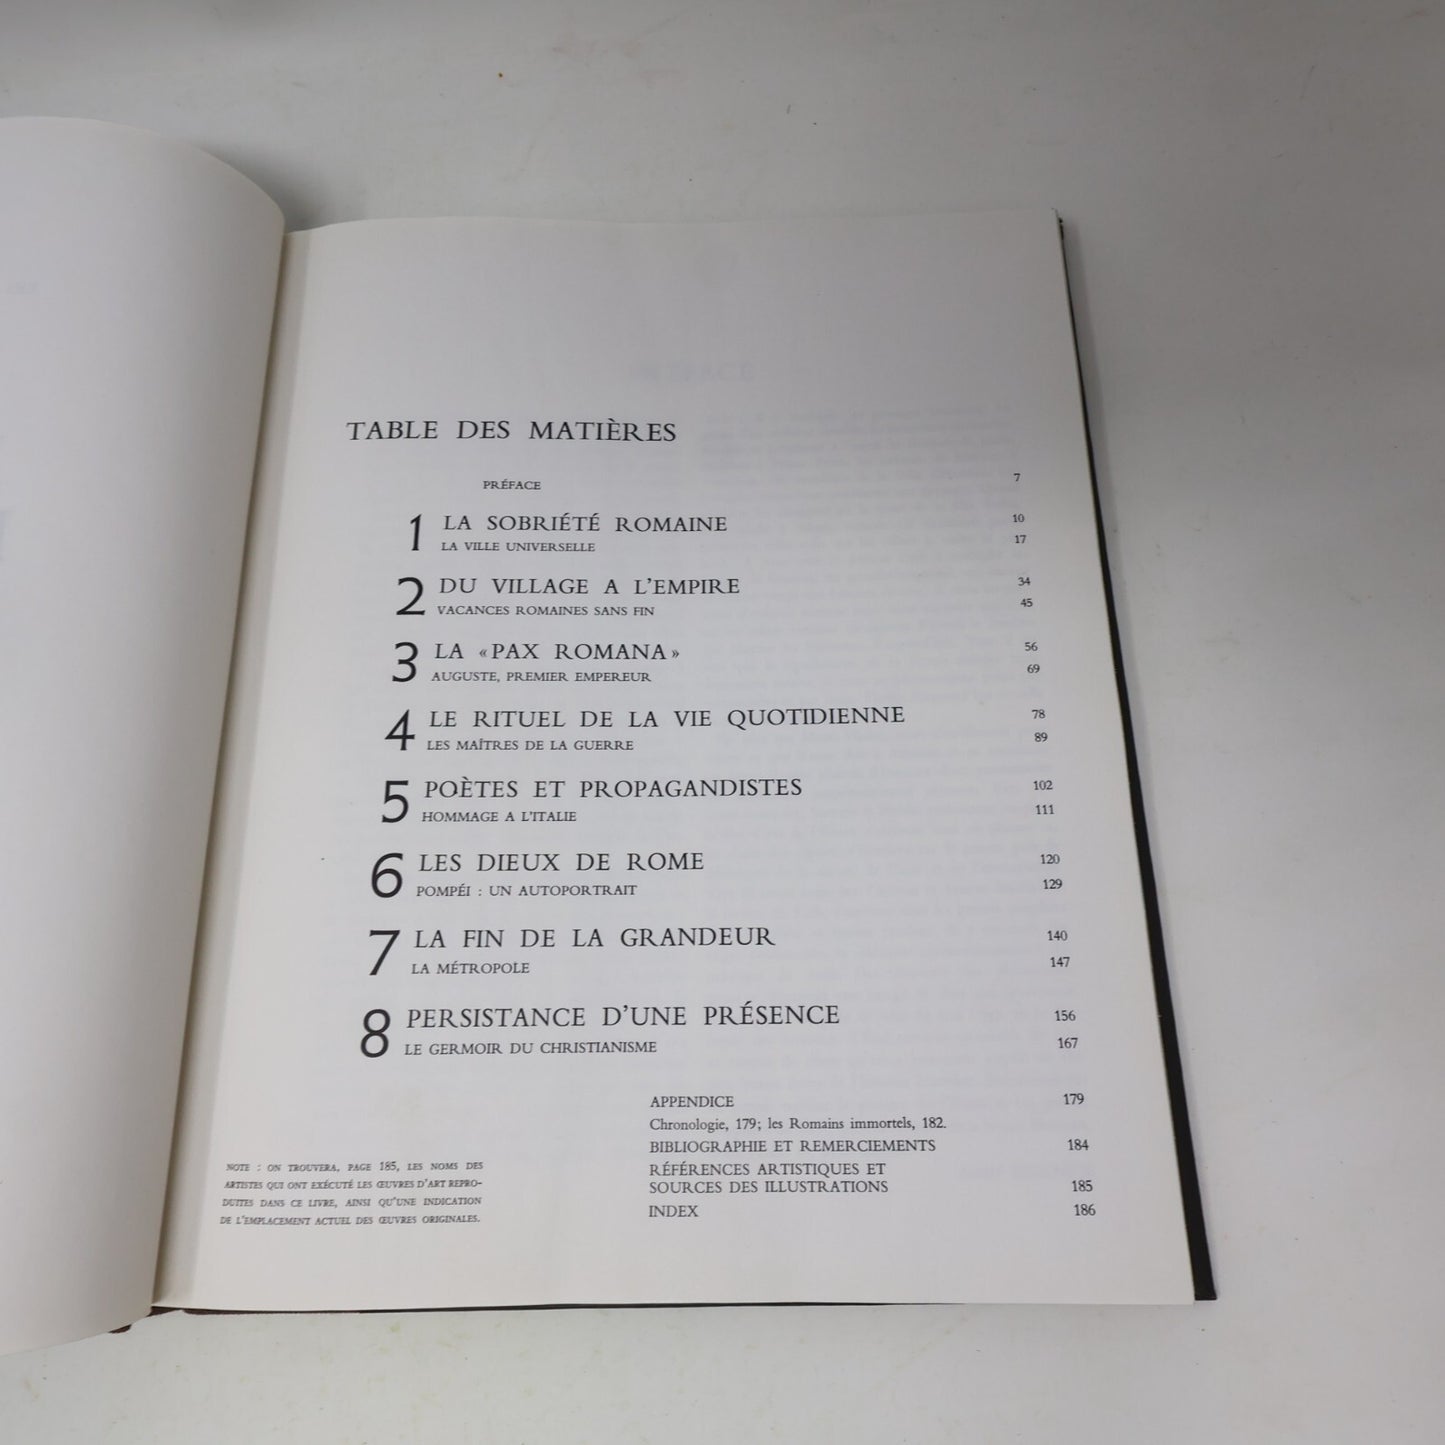 TABLE DES MATIÈRES
PRÉFACE 7
1 LA SOBRIÉTÉ ROMAINE 10
LA VILLE UNIVERSELLE 17
2 DU VILLAGE A L'EMPIRE 34
VACANCES ROMAINES SANS FIN 45
3 LA «PAX ROMANA» 56
AUGUSTE, PREMIER EMPEREUR 69
4 LE RITUEL DE LA VIE QUOTIDIENNE 78
LES MAÎTRES DE LA GUERRE 89
5 POÈTES ET PROPAGANDISTES 102
HOMMAGE A L'ITALIE 111
6 LES DIEUX DE ROME 120
POMPÉI : UN AUTOPORTRAIT 129
7 LA FIN DE LA GRANDEUR 140
LA MÉTROPOLE 147
8 PERSISTANCE D'UNE PRÉSENCE 156
LE GERMOIR DU CHRISTIANISME 167
APPENDICE 179
Chronologie, 179; les Romains immortels, 182.
BIBLIOGRAPHIE ET REMERCIEMENTS 184
RÉFÉRENCES ARTISTIQUES ET
SOURCES DES ILLUSTRATIONS 185
INDEX 186
NOTE : ON TROUVERA, PAGE 185, LES NOMS DES
ARTISTES QUI ONT EXÉCUTÉ LES ŒUVRES D'ART REPRO-
DUITES DANS CE LIVRE, AINSI QU'UNE INDICATION
DE L'EMPLACEMENT ACTUEL DES ŒUVRES ORIGINALES.